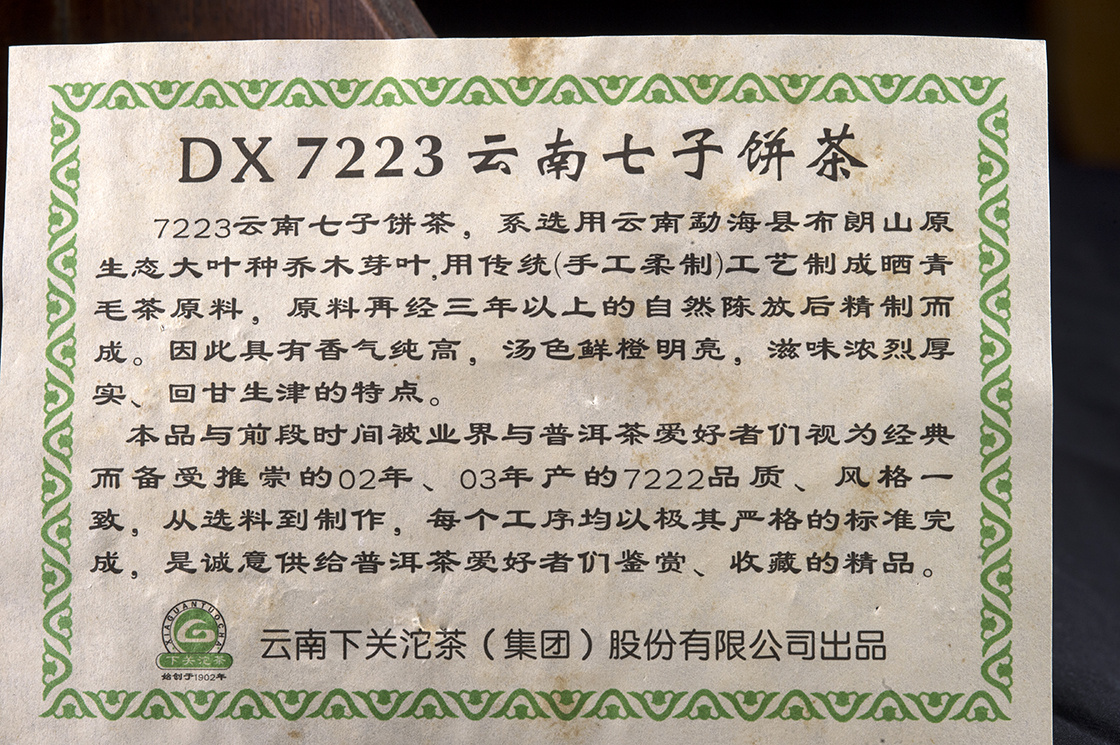 DX 7223 云南七子饼茶
7223云南七子饼茶，系选用云南勐海县布朗山原
生态大叶种乔木芽叶,用传统(手工柔制)工艺制成晒青
毛茶原料，原料再经三年以上的自然陈放后精制而
成。因此具有香气纯高，汤色鲜橙明亮，滋味浓烈厚
实、回甘生津的特点。
本品与前段时间被业界与普洱茶爱好者们视为经典
而备受推崇的02年、03年产的7222品质、风格一
致，从选料到制作，每个工序均以极其严格的标准完
成，是诚意供给普洱茶爱好者们鉴赏、收藏的精品。
XIAGUANTUOCHA
下关沱茶
始创于1902年
云南下关沱茶（集团）股份有限公司出品